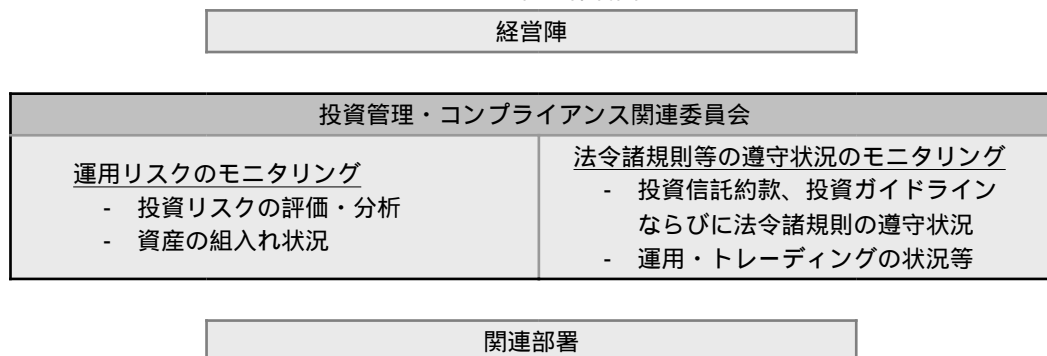 経営陣
投資管理・コンプライアンス関連委員会
運用リスクのモニタリング
- 投資リスクの評価・分析
- 資産の組入れ状況
法令諸規則等の遵守状況のモニタリング
- 投資信託約款、投資ガイドライン
ならびに法令諸規則の遵守状況
- 運用・トレーディングの状況等
関連部署